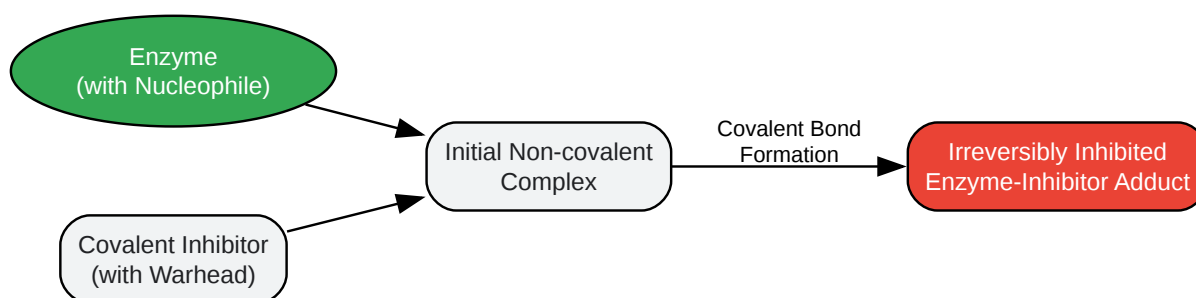 Enzyme
(with Nucleophile)
Covalent Inhibitor
(with Warhead)
Initial Non-covalent
Complex
Covalent Bond
Formation
Irreversibly Inhibited
Enzyme-Inhibitor Adduct